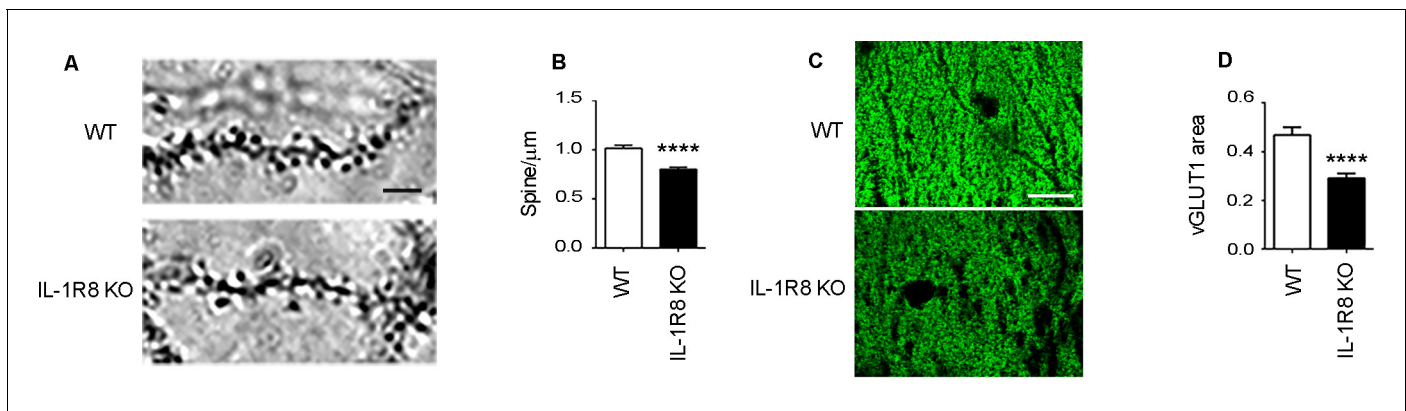 A
WT
IL-1R8 KO
B
Spine/μm
1.5
1.0
0.5
0.0
****
WT
IL-1R8 KO
C
WT
IL-1R8 KO
D
vGLUT1 area
0.6
0.4
0.2
0.0
****
WT
IL-1R8 KO